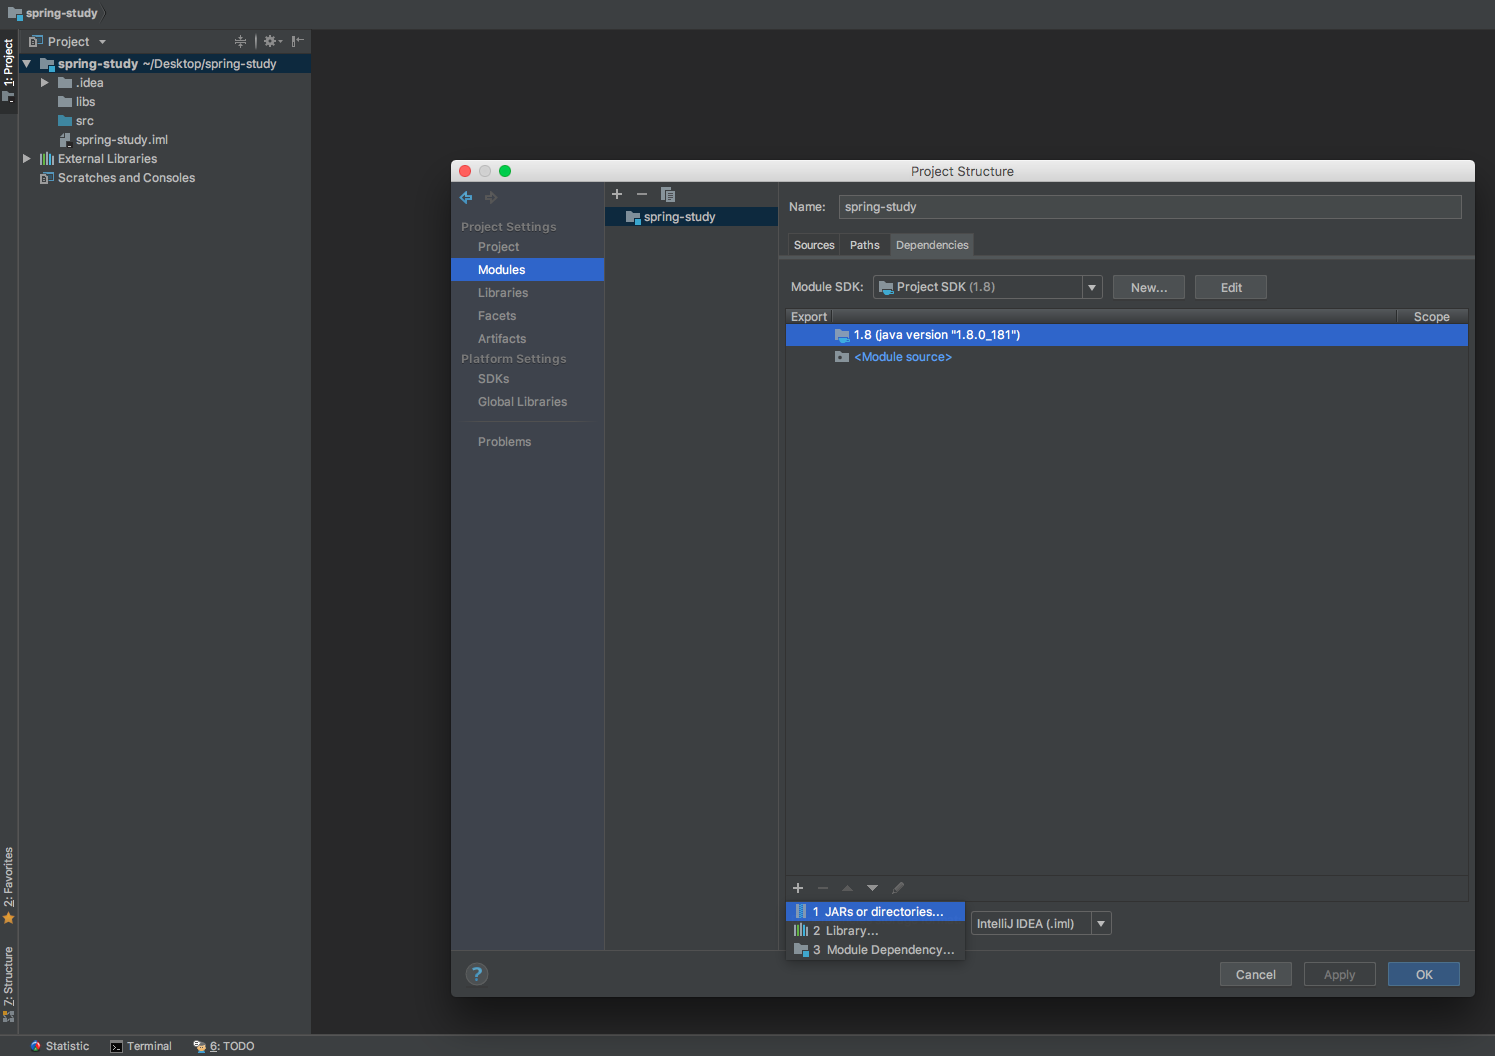 spring-study
1: Project
Project
spring-study ~/Desktop/spring-study
.idea
libs
src
spring-study.iml
External Libraries
Scratches and Consoles
Project Structure
Project Settings
Project
Modules
Libraries
Facets
Artifacts
Platform Settings
SDKs
Global Libraries
Problems
spring-study
Name: spring-study
Sources Paths Dependencies
Module SDK: Project SDK (1.8) New... Edit
Export Scope
1.8 (java version "1.8.0_181")
<Module source>
1 JARs or directories...
2 Library...
3 Module Dependency...
IntelliJ IDEA (.iml)
? Cancel Apply OK
2: Favorites
7: Structure
Statistic Terminal 6: TODO